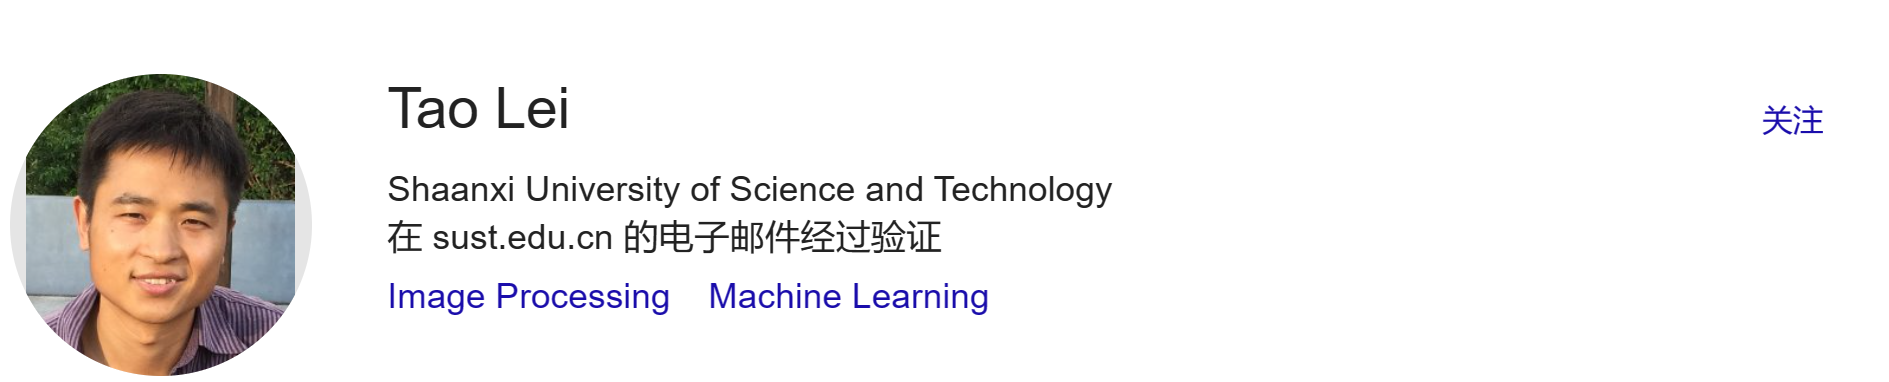 Tao Lei
关注
Shaanxi University of Science and Technology
在 sust.edu.cn 的电子邮件经过验证
Image Processing Machine Learning